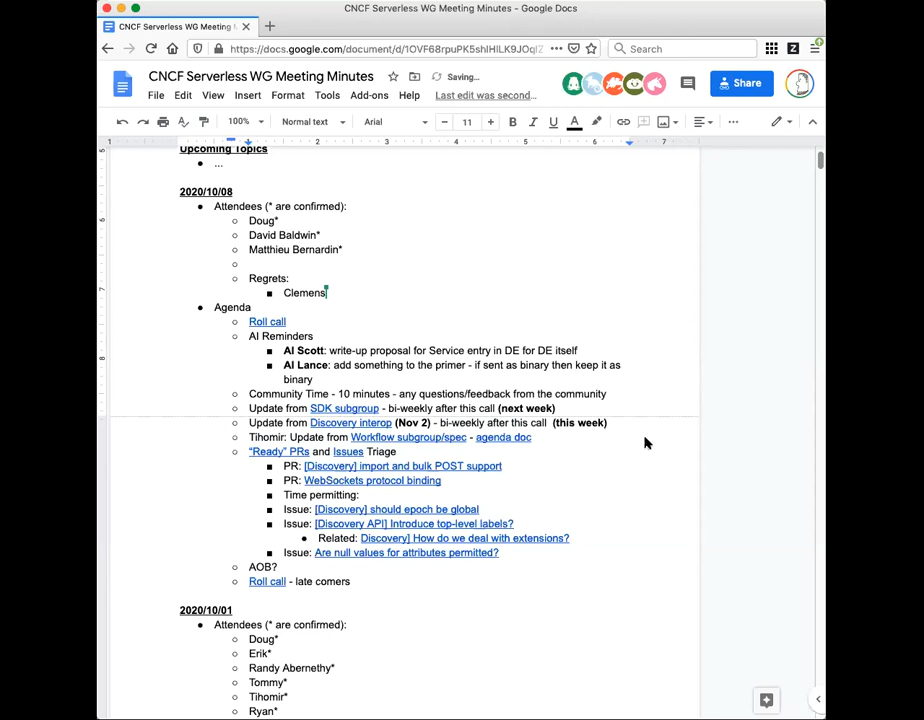 CNCF Serverless WG Meeting Minutes - Google Docs
CNCF Serverless WG Meeting Minutes
https://docs.google.com/document/d/1OVF68rpuPK5shIHILK9JOqlZ
Search
CNCF Serverless WG Meeting Minutes
Saving...
Share
File Edit View Insert Format Tools Add-ons Help Last edit was second...
100% Normal text Arial 11 B I U A
1 2 3 4 5 6 7
Upcoming Topics
...
2020/10/08
Attendees (* are confirmed):
Doug*
David Baldwin*
Matthieu Bernardin*
Regrets:
Clemens
Agenda
Roll call
AI Reminders
AI Scott: write-up proposal for Service entry in DE for DE itself
AI Lance: add something to the primer - if sent as binary then keep it as
binary
Community Time - 10 minutes - any questions/feedback from the community
Update from SDK subgroup - bi-weekly after this call (next week)
Update from Discovery interop (Nov 2) - bi-weekly after this call (this week)
Tihomir: Update from Workflow subgroup/spec - agenda doc
"Ready" PRs and Issues Triage
PR: [Discovery] import and bulk POST support
PR: WebSockets protocol binding
Time permitting:
Issue: [Discovery] should epoch be global
Issue: [Discovery API] Introduce top-level labels?
Related: Discovery] How do we deal with extensions?
Issue: Are null values for attributes permitted?
AOB?
Roll call - late comers
2020/10/01
Attendees (* are confirmed):
Doug*
Erik*
Randy Abernethy*
Tommy*
Tihomir*
Ryan*